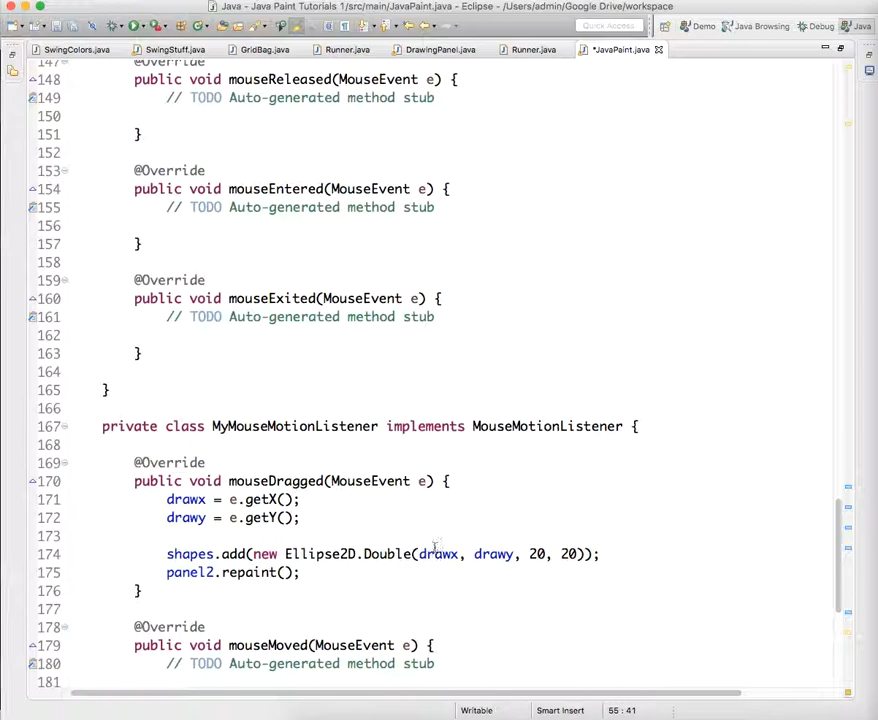 Java - Java Paint Tutorials 1/src/main/JavaPaint.java - Eclipse - /Users/admin/Google Drive/workspace
Quick Access Demo Java Browsing Debug Java
SwingColors.java SwingStuff.java GridBag.java Runner.java DrawingPanel.java Runner.java *JavaPaint.java
147 @Override
148 public void mouseReleased(MouseEvent e) {
149 // TODO Auto-generated method stub
150
151 }
152
153 @Override
154 public void mouseEntered(MouseEvent e) {
155 // TODO Auto-generated method stub
156
157 }
158
159 @Override
160 public void mouseExited(MouseEvent e) {
161 // TODO Auto-generated method stub
162
163 }
164
165 }
166
167 private class MyMouseMotionListener implements MouseMotionListener {
168
169 @Override
170 public void mouseDragged(MouseEvent e) {
171 drawx = e.getX();
172 drawy = e.getY();
173
174 shapes.add(new Ellipse2D.Double(drawx, drawy, 20, 20));
175 panel2.repaint();
176 }
177
178 @Override
179 public void mouseMoved(MouseEvent e) {
180 // TODO Auto-generated method stub
181
Writable Smart Insert 55 : 41